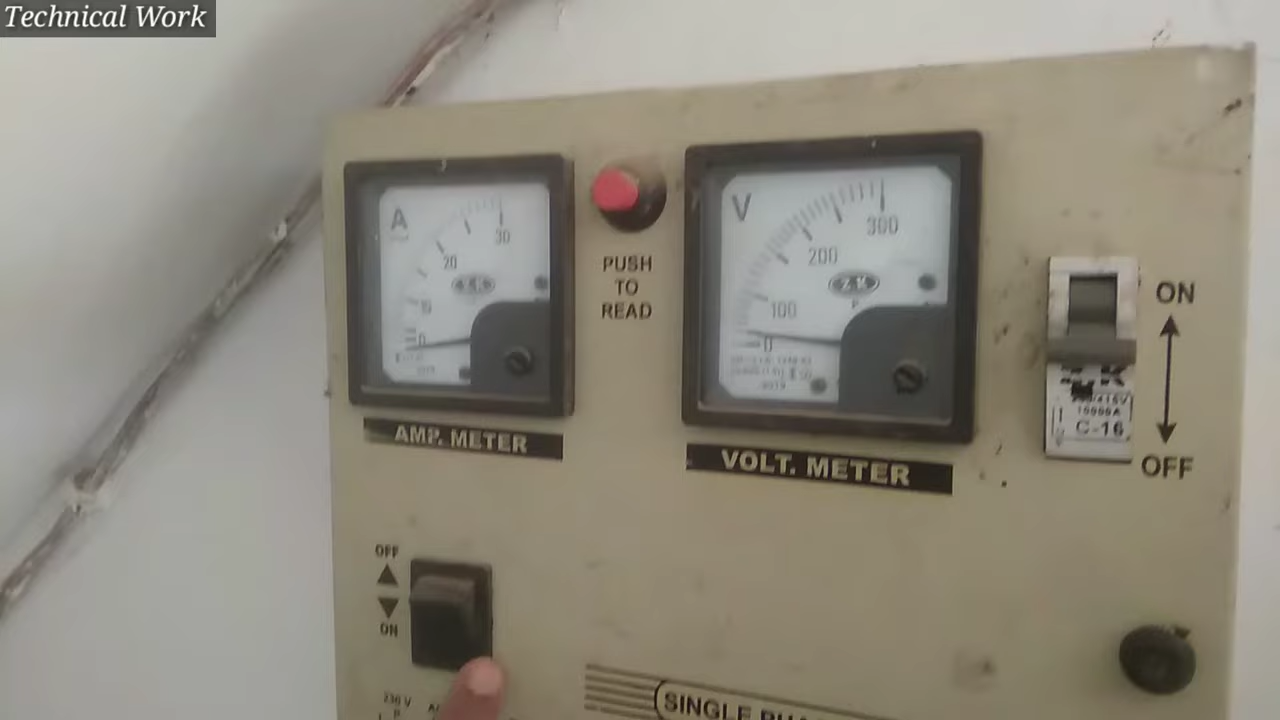 Technical Work
A
30
20
10
0
PUSH
TO
READ
V
300
200
100
0
AMP. METER
VOLT. METER
ON
C-16
OFF
OFF
ON
230 V
SINGLE